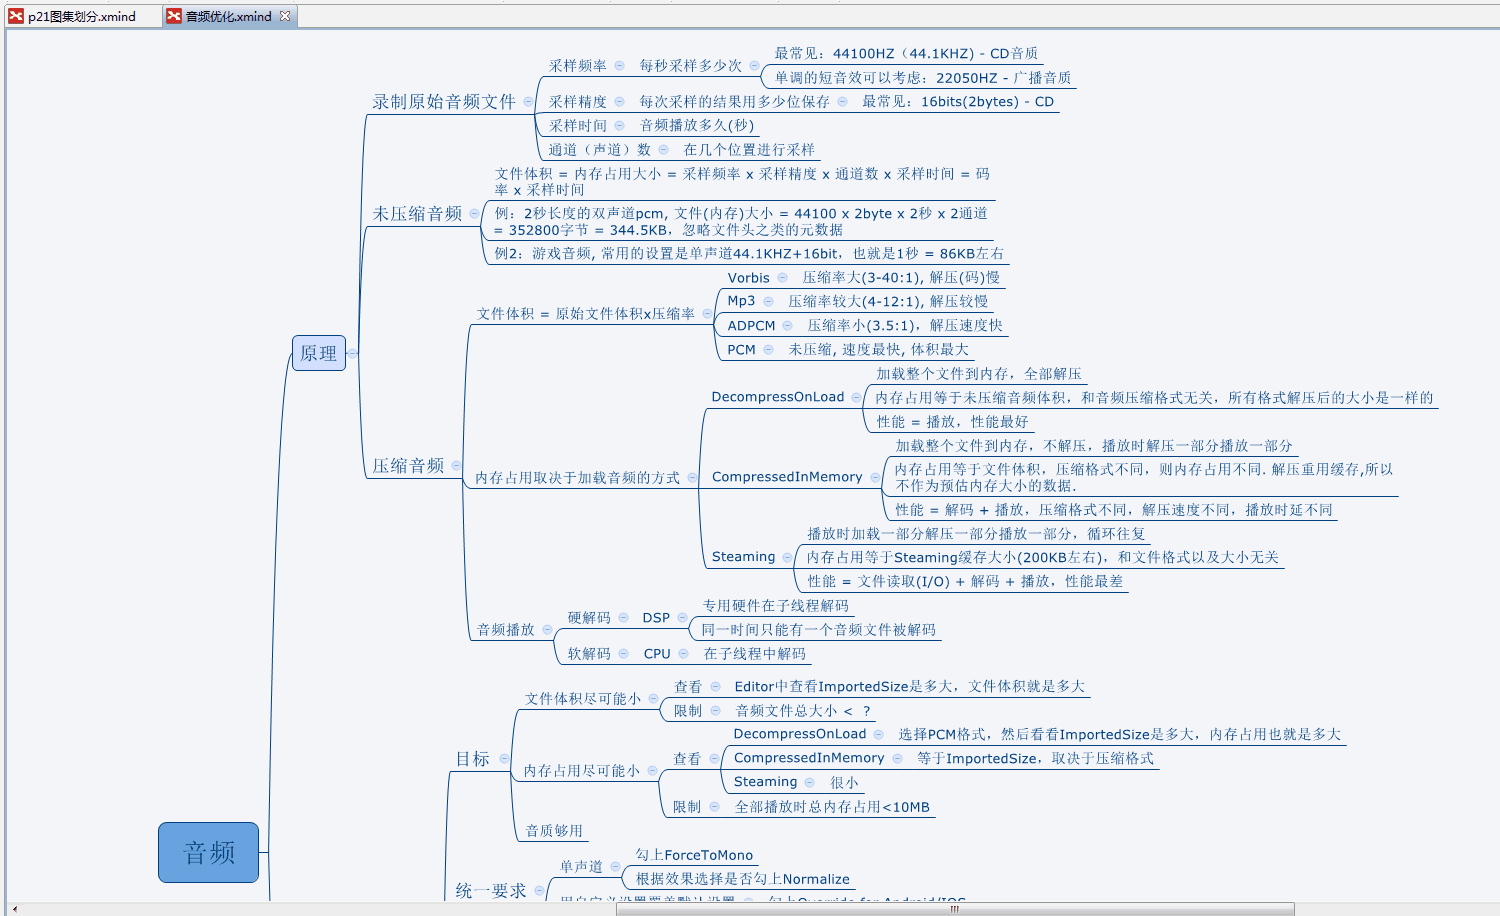 p21图集划分.xmind
音频优化.xmind
最常见：44100HZ（44.1KHZ) - CD音质
采样频率
每秒采样多少次
单调的短音效可以考虑：22050HZ - 广播音质
录制原始音频文件
采样精度
每次采样的结果用多少位保存
最常见：16bits(2bytes) - CD
采样时间
音频播放多久(秒)
通道（声道）数
在几个位置进行采样
文件体积 = 内存占用大小 = 采样频率 x 采样精度 x 通道数 x 采样时间 = 码
率 x 采样时间
未压缩音频
例：2秒长度的双声道pcm, 文件(内存)大小 = 44100 x 2byte x 2秒 x 2通道
= 352800字节 = 344.5KB，忽略文件头之类的元数据
例2：游戏音频, 常用的设置是单声道44.1KHZ+16bit，也就是1秒 = 86KB左右
Vorbis
压缩率大(3-40:1), 解压(码)慢
Mp3
压缩率较大(4-12:1), 解压较慢
文件体积 = 原始文件体积x压缩率
ADPCM
压缩率小(3.5:1)，解压速度快
PCM
未压缩, 速度最快, 体积最大
原理
加载整个文件到内存，全部解压
DecompressOnLoad
内存占用等于未压缩音频体积，和音频压缩格式无关，所有格式解压后的大小是一样的
性能 = 播放，性能最好
压缩音频
加载整个文件到内存，不解压，播放时解压一部分播放一部分
内存占用取决于加载音频的方式
CompressedInMemory
内存占用等于文件体积，压缩格式不同，则内存占用不同. 解压重用缓存,所以
不作为预估内存大小的数据.
性能 = 解码 + 播放，压缩格式不同，解压速度不同，播放时延不同
播放时加载一部分解压一部分播放一部分，循环往复
Steaming
内存占用等于Steaming缓存大小(200KB左右)，和文件格式以及大小无关
性能 = 文件读取(I/O) + 解码 + 播放，性能最差
专用硬件在子线程解码
硬解码
DSP
音频播放
同一时间只能有一个音频文件被解码
软解码
CPU
在子线程中解码
查看
Editor中查看ImportedSize是多大，文件体积就是多大
文件体积尽可能小
限制
音频文件总大小 < ？
DecompressOnLoad
选择PCM格式，然后看看ImportedSize是多大，内存占用也就是多大
目标
查看
CompressedInMemory
等于ImportedSize，取决于压缩格式
内存占用尽可能小
Steaming
很小
限制
全部播放时总内存占用<10MB
音质够用
音频
勾上ForceToMono
单声道
根据效果选择是否勾上Normalize
统一要求
用自定义设置覆盖默认设置
勾上Override for Android/IOS